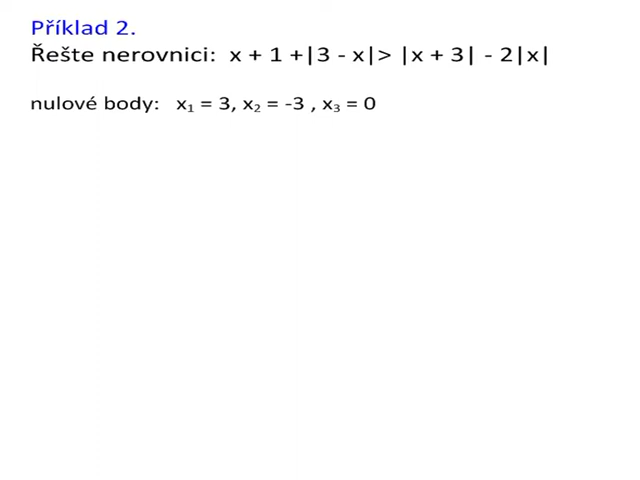 Příklad 2.
Řešte nerovnici: x + 1 +|3 - x|> |x + 3| - 2|x|
nulové body: x₁ = 3, x₂ = -3 , x₃ = 0